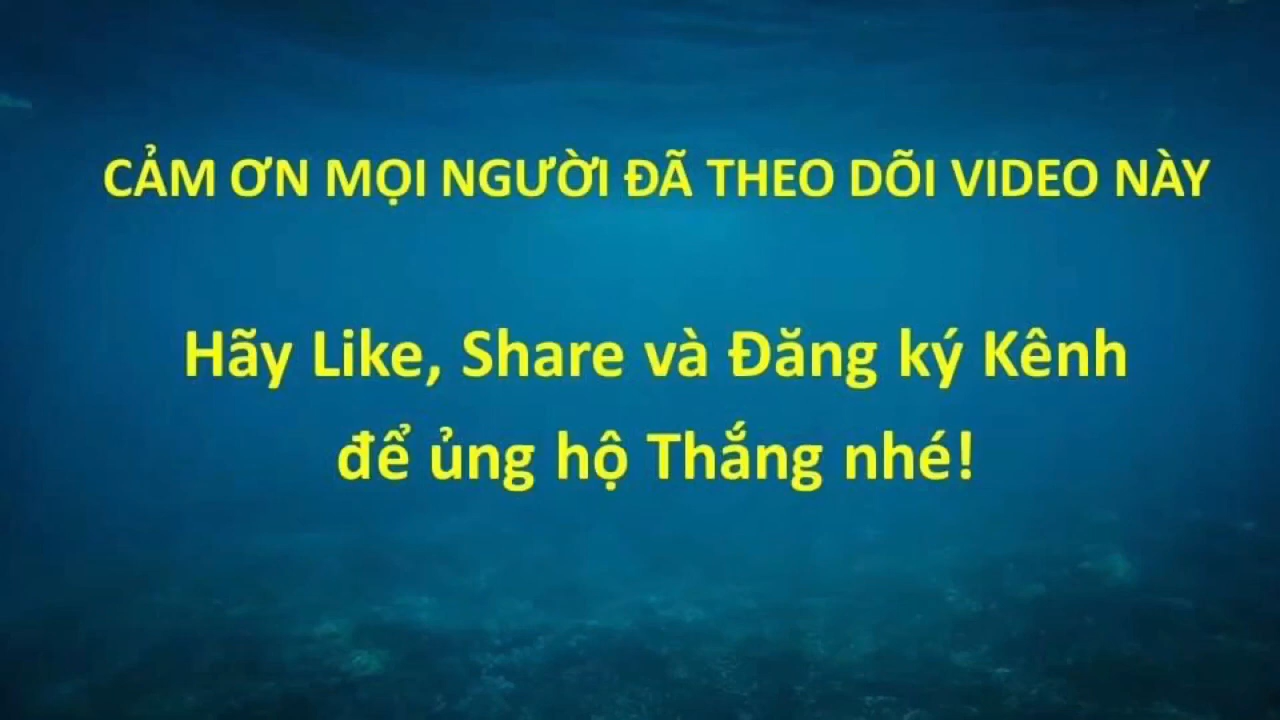 CẢM ƠN MỌI NGƯỜI ĐÃ THEO DÕI VIDEO NÀY
Hãy Like, Share và Đăng ký Kênh
để ủng hộ Thắng nhé!